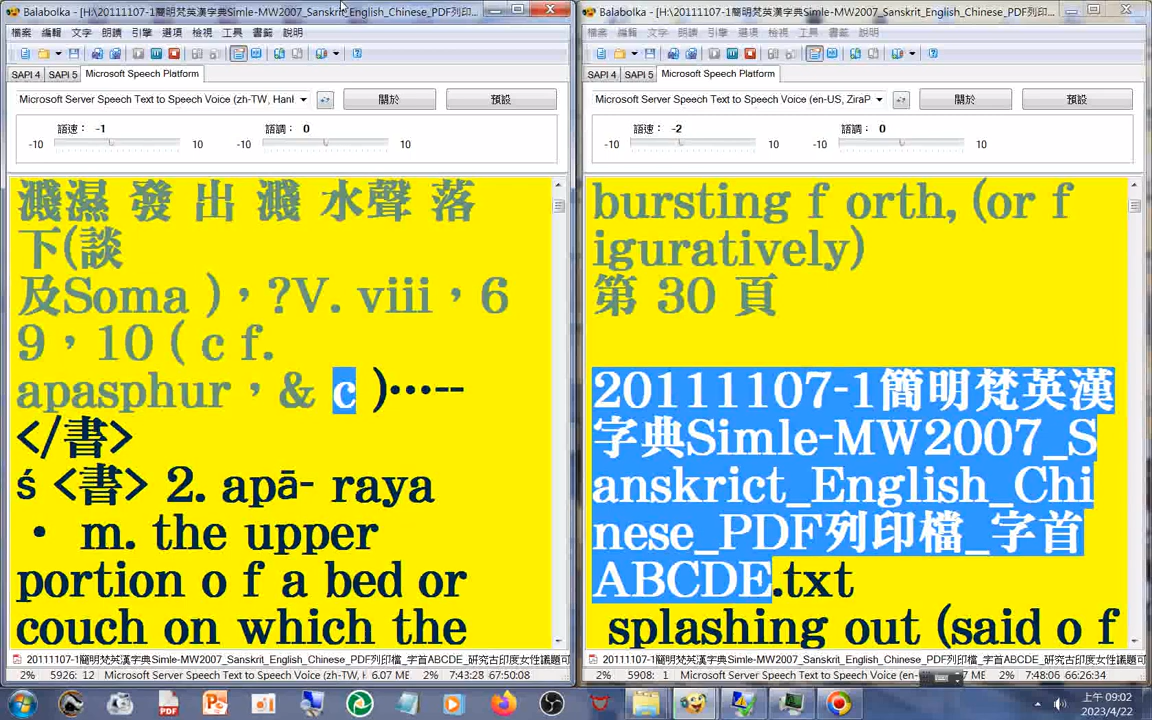 Balabolka - [H:\20111107-1簡明梵英漢字典Simle-MW2007_Sanskrit_English_Chinese_PDF列印...
檔案 編輯 文字 朗讀 引擎 選項 檢視 工具 書籤 說明
SAPI 4 SAPI 5 Microsoft Speech Platform
Microsoft Server Speech Text to Speech Voice (zh-TW, Hanl
關於
預設
語速： -1
語調： 0
-10
10
-10
10
濺濕 發 出 濺 水聲 落
下(談
及Soma )，?V. viii，6
9，10 ( c f.
apasphur，& c )…--
</書>
ś <書> 2. apā- raya
• m. the upper
portion o f a bed or
couch on which the
20111107-1簡明梵英漢字典Simle-MW2007_Sanskrit_English_Chinese_PDF列印檔_字首ABCDE_研究古印度女性議題可
2% 5926: 12 Microsoft Server Speech Text to Speech Voice (zh-TW, H 6.07 ME 2% 7:43:28 67:50:08
Balabolka - [H:\20111107-1簡明梵英漢字典Simle-MW2007_Sanskrit_English_Chinese_PDF列印...
檔案 編輯 文字 朗讀 引擎 選項 檢視 工具 書籤 說明
SAPI 4 SAPI 5 Microsoft Speech Platform
Microsoft Server Speech Text to Speech Voice (en-US, ZiraP
關於
預設
語速： -2
語調： 0
-10
10
-10
10
bursting f orth, (or f
iguratively)
第 30 頁
20111107-1簡明梵英漢
字典Simle-MW2007_S
anskrict_English_Chi
nese_PDF列印檔_字首
ABCDE.txt
splashing out (said o f
20111107-1簡明梵英漢字典Simle-MW2007_Sanskrit_English_Chinese_PDF列印檔_字首ABCDE_研究古印度女性議題可
2% 5908: 1 Microsoft Server Speech Text to Speech Voice (en-US, 2% 7:48:06 66:26:34
上午 09:02
2023/4/22